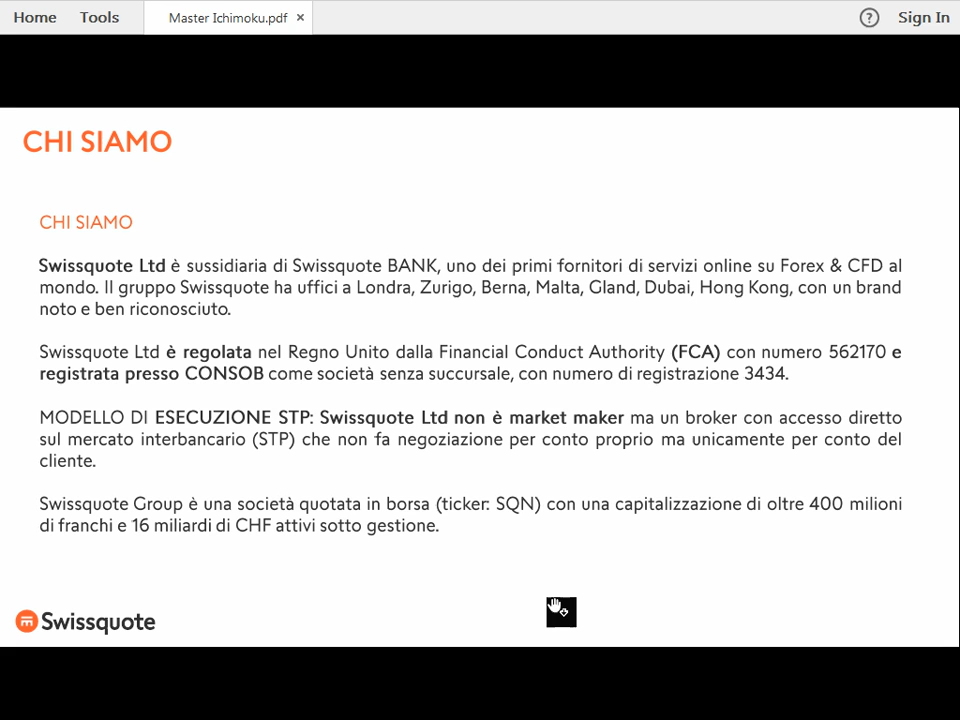 Home Tools Master Ichimoku.pdf × ? Sign In
CHI SIAMO
CHI SIAMO
Swissquote Ltd è sussidiaria di Swissquote BANK, uno dei primi fornitori di servizi online su Forex & CFD al
mondo. Il gruppo Swissquote ha uffici a Londra, Zurigo, Berna, Malta, Gland, Dubai, Hong Kong, con un brand
noto e ben riconosciuto.
Swissquote Ltd è regolata nel Regno Unito dalla Financial Conduct Authority (FCA) con numero 562170 e
registrata presso CONSOB come società senza succursale, con numero di registrazione 3434.
MODELLO DI ESECUZIONE STP: Swissquote Ltd non è market maker ma un broker con accesso diretto
sul mercato interbancario (STP) che non fa negoziazione per conto proprio ma unicamente per conto del
cliente.
Swissquote Group è una società quotata in borsa (ticker: SQN) con una capitalizzazione di oltre 400 milioni
di franchi e 16 miliardi di CHF attivi sotto gestione.
Swissquote